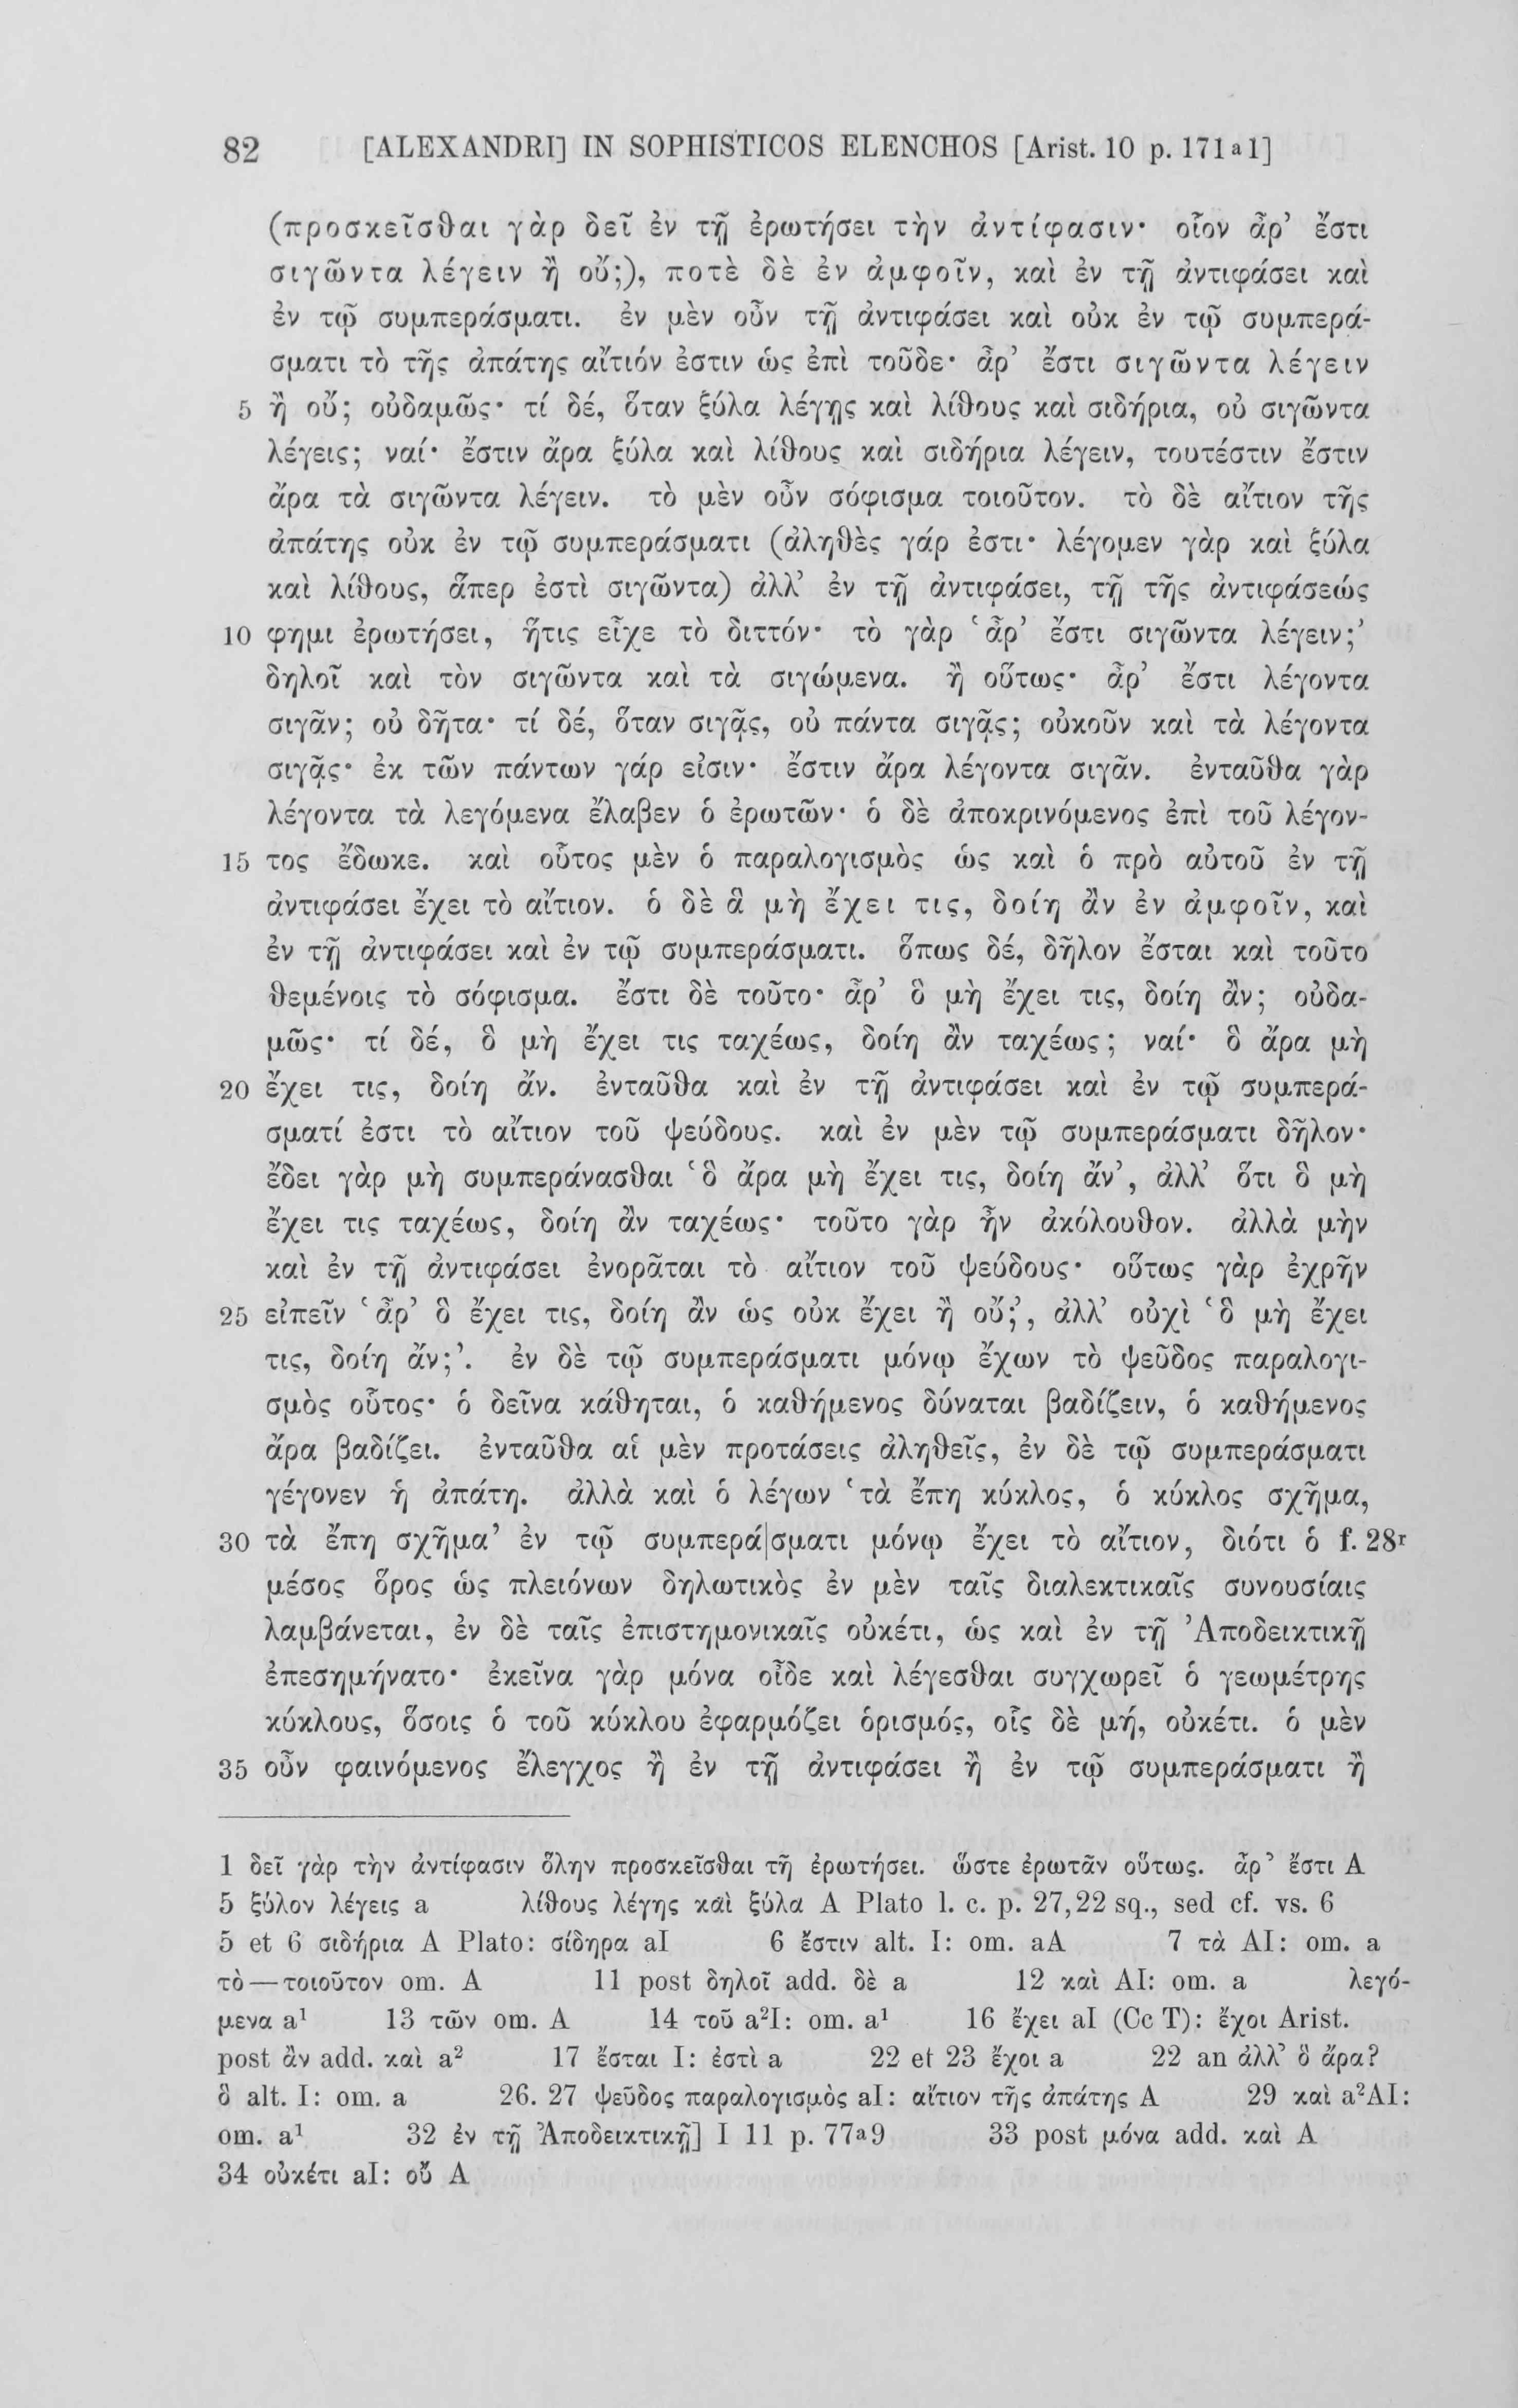 82 [ALEXANDRI] IN SOPHISTICOS ELENCHOS [Arist. 10 p. 171ᵃ1]
(προσκεῖσθαι γὰρ δεῖ ἐν τῇ ἐρωτήσει τὴν ἀντίφασιν· οἷον ἆρ’ ἔστι
σιγῶντα λέγειν ἢ οὔ;), ποτὲ δὲ ἐν ἀμφοῖν, καὶ ἐν τῇ ἀντιφάσει καὶ
ἐν τῷ συμπεράσματι. ἐν μὲν οὖν τῇ ἀντιφάσει καὶ οὐκ ἐν τῷ συμπερά-
σματι τὸ τῆς ἀπάτης αἴτιόν ἐστιν ὡς ἐπὶ τοῦδε· ἆρ’ ἔστι σιγῶντα λέγειν
5 ἢ οὔ; οὐδαμῶς· τί δέ, ὅταν ξύλα λέγῃς καὶ λίθους καὶ σιδήρια, οὐ σιγῶντα
λέγεις; ναί· ἔστιν ἄρα ξύλα καὶ λίθους καὶ σιδήρια λέγειν, τουτέστιν ἔστιν
ἄρα τὰ σιγῶντα λέγειν. τὸ μὲν οὖν σόφισμα τοιοῦτον. τὸ δὲ αἴτιον τῆς
ἀπάτης οὐκ ἐν τῷ συμπεράσματι (ἀληθὲς γάρ ἐστι· λέγομεν γὰρ καὶ ξύλα
καὶ λίθους, ἅπερ ἐστὶ σιγῶντα) ἀλλ’ ἐν τῇ ἀντιφάσει, τῇ τῆς ἀντιφάσεώς
10 φημι ἐρωτήσει, ἥτις εἶχε τὸ διττόν· τὸ γὰρ ‘ἆρ’ ἔστι σιγῶντα λέγειν;’
δηλοῖ καὶ τὸν σιγῶντα καὶ τὰ σιγώμενα. ἢ οὕτως· ἆρ’ ἔστι λέγοντα
σιγᾶν; οὐ δῆτα· τί δέ, ὅταν σιγᾷς, οὐ πάντα σιγᾷς; οὐκοῦν καὶ τὰ λέγοντα
σιγᾷς· ἐκ τῶν πάντων γάρ εἰσιν· ἔστιν ἄρα λέγοντα σιγᾶν. ἐνταῦθα γὰρ
λέγοντα τὰ λεγόμενα ἔλαβεν ὁ ἐρωτῶν· ὁ δὲ ἀποκρινόμενος ἐπὶ τοῦ λέγον-
15 τος ἔδωκε. καὶ οὗτος μὲν ὁ παραλογισμὸς ὡς καὶ ὁ πρὸ αὐτοῦ ἐν τῇ
ἀντιφάσει ἔχει τὸ αἴτιον. ὁ δὲ ἃ μὴ ἔχει τις, δοίη ἂν ἐν ἀμφοῖν, καὶ
ἐν τῇ ἀντιφάσει καὶ ἐν τῷ συμπεράσματι. ὅπως δέ, δῆλον ἔσται καὶ τοῦτο
θεμένοις τὸ σόφισμα. ἔστι δὲ τοῦτο· ἆρ’ ὃ μὴ ἔχει τις, δοίη ἄν; οὐδα-
μῶς· τί δέ, ὃ μὴ ἔχει τις ταχέως, δοίη ἂν ταχέως; ναί· ὃ ἄρα μὴ
20 ἔχει τις, δοίη ἄν. ἐνταῦθα καὶ ἐν τῇ ἀντιφάσει καὶ ἐν τῷ συμπερά-
σματί ἐστι τὸ αἴτιον τοῦ ψεύδους. καὶ ἐν μὲν τῷ συμπεράσματι δῆλον·
ἔδει γὰρ μὴ συμπεράνασθαι ‘ὃ ἄρα μὴ ἔχει τις, δοίη ἄν’, ἀλλ’ ὅτι ὃ μὴ
ἔχει τις ταχέως, δοίη ἂν ταχέως· τοῦτο γὰρ ἦν ἀκόλουθον. ἀλλὰ μὴν
καὶ ἐν τῇ ἀντιφάσει ἐνορᾶται τὸ αἴτιον τοῦ ψεύδους· οὕτως γὰρ ἐχρῆν
25 εἰπεῖν ‘ἆρ’ ὃ ἔχει τις, δοίη ἂν ὡς οὐκ ἔχει ἢ οὔ;’, ἀλλ’ οὐχὶ ‘ὃ μὴ ἔχει
τις, δοίη ἄν;’. ἐν δὲ τῷ συμπεράσματι μόνῳ ἔχων τὸ ψεῦδος παραλογι-
σμὸς οὗτος· ὁ δεῖνα κάθηται, ὁ καθήμενος δύναται βαδίζειν, ὁ καθήμενος
ἄρα βαδίζει. ἐνταῦθα αἱ μὲν προτάσεις ἀληθεῖς, ἐν δὲ τῷ συμπεράσματι
γέγονεν ἡ ἀπάτη. ἀλλὰ καὶ ὁ λέγων ‘τὰ ἔπη κύκλος, ὁ κύκλος σχῆμα,
30 τὰ ἔπη σχῆμα’ ἐν τῷ συμπερά|σματι μόνῳ ἔχει τὸ αἴτιον, διότι ὁ f. 28ʳ
μέσος ὅρος ὡς πλειόνων δηλωτικὸς ἐν μὲν ταῖς διαλεκτικαῖς συνουσίαις
λαμβάνεται, ἐν δὲ ταῖς ἐπιστημονικαῖς οὐκέτι, ὡς καὶ ἐν τῇ Ἀποδεικτικῇ
ἐπεσημήνατο· ἐκεῖνα γὰρ μόνα οἶδε καὶ λέγεσθαι συγχωρεῖ ὁ γεωμέτρης
κύκλους, ὅσοις ὁ τοῦ κύκλου ἐφαρμόζει ὁρισμός, οἷς δὲ μή, οὐκέτι. ὁ μὲν
35 οὖν φαινόμενος ἔλεγχος ἢ ἐν τῇ ἀντιφάσει ἢ ἐν τῷ συμπεράσματι ἢ
1 δεῖ γὰρ τὴν ἀντίφασιν ὅλην προσκεῖσθαι τῇ ἐρωτήσει. ὥστε ἐρωτᾶν οὕτως. ἆρ’ ἔστι A
5 ξύλον λέγεις a λίθους λέγῃς καὶ ξύλα A Plato l. c. p. 27,22 sq., sed cf. vs. 6
5 et 6 σιδήρια A Plato: σίδηρα aI 6 ἔστιν alt. I: om. aA 7 τὰ AI: om. a
τὸ—τοιοῦτον om. A 11 post δηλοῖ add. δὲ a 12 καὶ AI: om. a λεγό-
μενα a¹ 13 τῶν om. A 14 τοῦ a²I: om. a¹ 16 ἔχει aI (Cc T): ἔχοι Arist.
post ἂν add. καὶ a² 17 ἔσται I: ἐστὶ a 22 et 23 ἔχοι a 22 an ἀλλ’ ὃ ἄρα?
ὃ alt. I: om. a 26. 27 ψεῦδος παραλογισμὸς aI: αἴτιον τῆς ἀπάτης A 29 καὶ a²AI:
om. a¹ 32 ἐν τῇ Ἀποδεικτικῇ] I 11 p. 77ᵃ9 33 post μόνα add. καὶ A
34 οὐκέτι aI: οὔ A